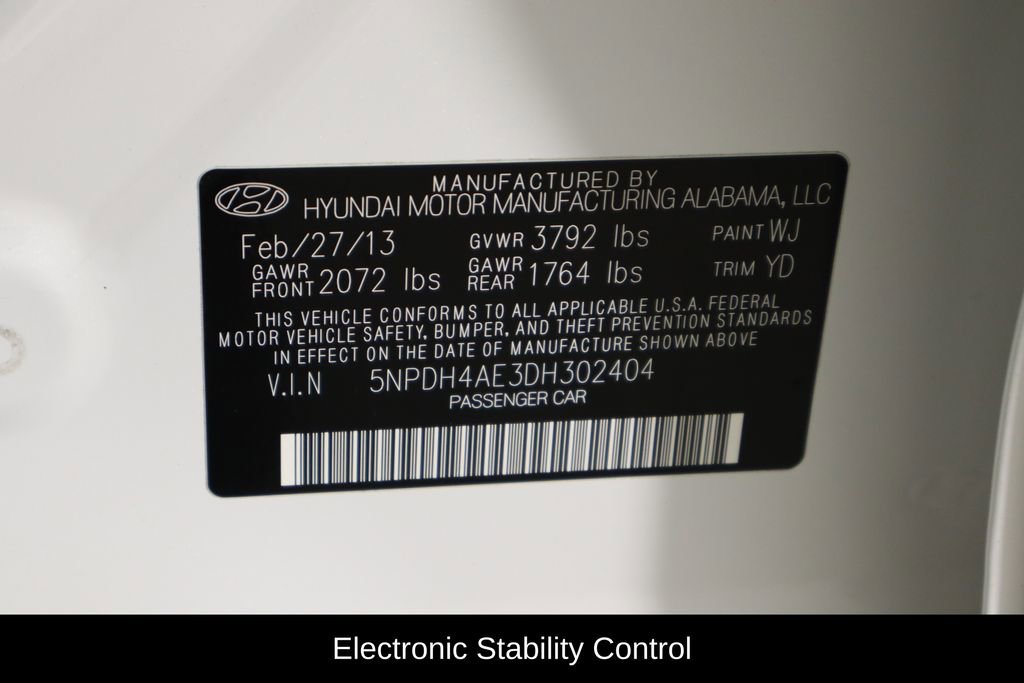 MANUFACTURED BY
HYUNDAI MOTOR MANUFACTURING ALABAMA, LLC
Feb/27/13 GVWR 3792 lbs PAINT WJ
GAWR FRONT 2072 lbs GAWR REAR 1764 lbs TRIM YD
THIS VEHICLE CONFORMS TO ALL APPLICABLE U.S.A. FEDERAL
MOTOR VEHICLE SAFETY, BUMPER, AND THEFT PREVENTION STANDARDS
IN EFFECT ON THE DATE OF MANUFACTURE SHOWN ABOVE
V.I.N 5NPDH4AE3DH302404
PASSENGER CAR
Electronic Stability Control